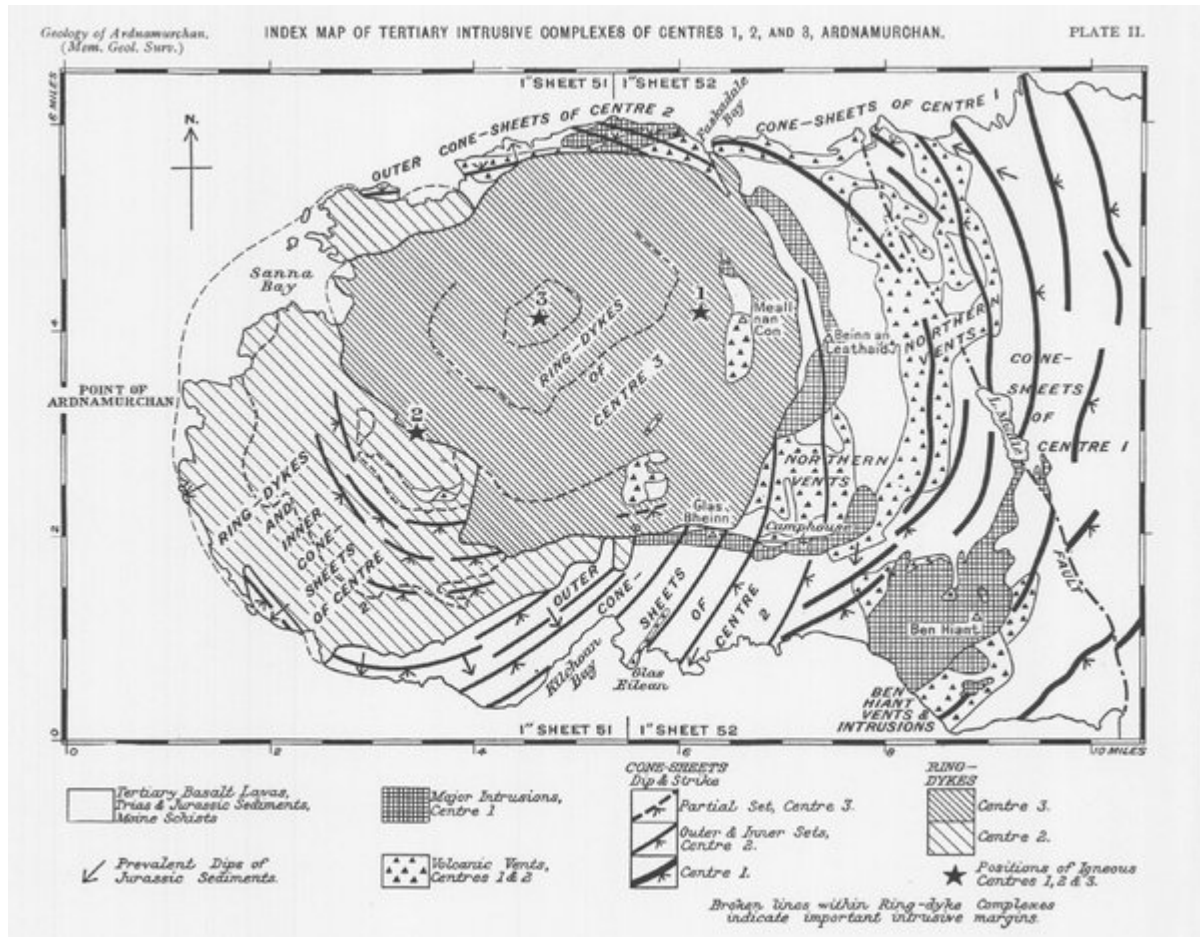 Geology of Ardnamurchan.
(Mem. Geol. Surv.)
INDEX MAP OF TERTIARY INTRUSIVE COMPLEXES OF CENTRES 1, 2, AND 3, ARDNAMURCHAN.
PLATE II.
6 MILES
1" SHEET 51
1" SHEET 52
N.
OUTER CONE-SHEETS OF CENTRE 2
Faskadale
Bay
CONE-SHEETS OF CENTRE 1
Sanna
Bay
3
1
Meall
nan
Con
Beinn an
Leathaid
NORTHERN
VENTS
4
RING-DYKES
OF
CENTRE 3
POINT OF
ARDNAMURCHAN
2
CONE-
SHEETS
OF
CENTRE 1
L. Mudle
NORTHERN
VENTS
RING-DYKES
AND
INNER
CONE-
SHEETS
OF CENTRE
2
2
Glas
Bheinn
Camphouse
FAULT
OUTER
CONE-
SHEETS
OF
CENTRE
2
Ben Hiant
Kilchoan
Bay
Glas
Eilean
BEN
HIANT
VENTS &
INTRUSIONS
0
1" SHEET 51
1" SHEET 52
0
2
4
6
8
10 MILES
Tertiary Basalt Lavas,
Trias & Jurassic Sediments,
Moine Schists
Prevalent Dips of
Jurassic Sediments.
Major Intrusions,
Centre 1
Volcanic Vents,
Centres 1 & 2
CONE-SHEETS
Dip & Strike
Partial Set, Centre 3.
Outer & Inner Sets,
Centre 2.
Centre 1.
RING-
DYKES
Centre 3.
Centre 2.
Positions of Igneous
Centres 1, 2 & 3.
Broken lines within Ring-dyke Complexes
indicate important intrusive margins.